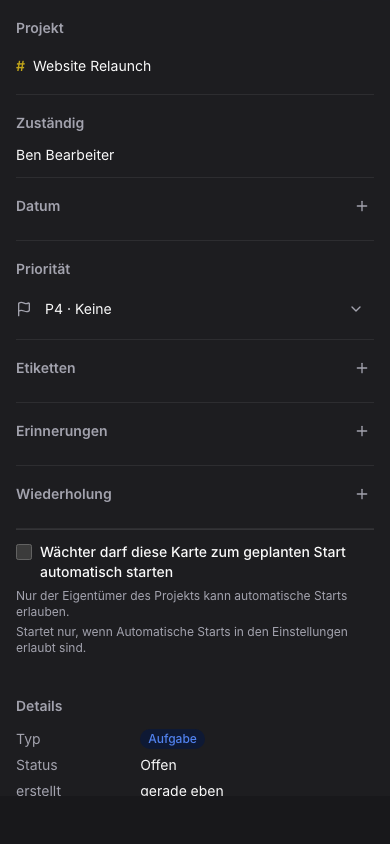 Projekt
# Website Relaunch
Zuständig
Ben Bearbeiter
Datum
Priorität
P4 · Keine
Etiketten
Erinnerungen
Wiederholung
Wächter darf diese Karte zum geplanten Start
automatisch starten
Nur der Eigentümer des Projekts kann automatische Starts
erlauben.
Startet nur, wenn Automatische Starts in den Einstellungen
erlaubt sind.
Details
Typ Aufgabe
Status Offen
erstellt gerade eben